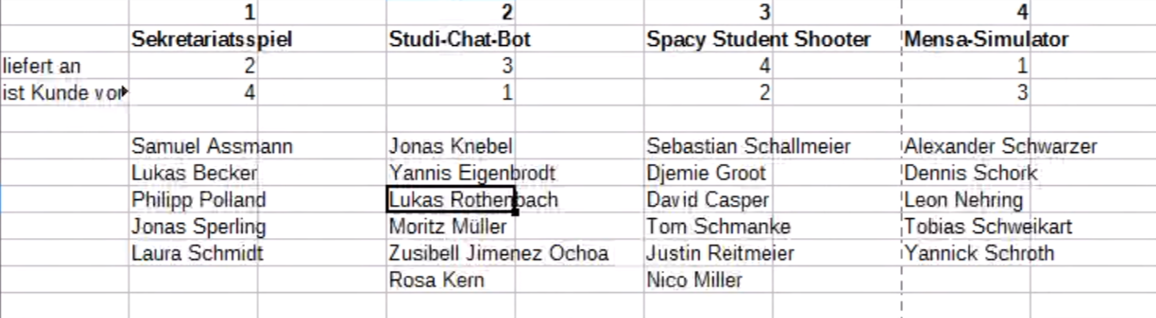 1 2 3 4
Sekretariatsspiel Studi-Chat-Bot Spacy Student Shooter Mensa-Simulator
liefert an 2 3 4 1
ist Kunde von 4 1 2 3
Samuel Assmann Jonas Knebel Sebastian Schallmeier Alexander Schwarzer
Lukas Becker Yannis Eigenbrodt Djemie Groot Dennis Schork
Philipp Polland Lukas Rothenbach David Casper Leon Nehring
Jonas Sperling Moritz Müller Tom Schmanke Tobias Schweikart
Laura Schmidt Zusibell Jimenez Ochoa Justin Reitmeier Yannick Schroth
Rosa Kern Nico Miller